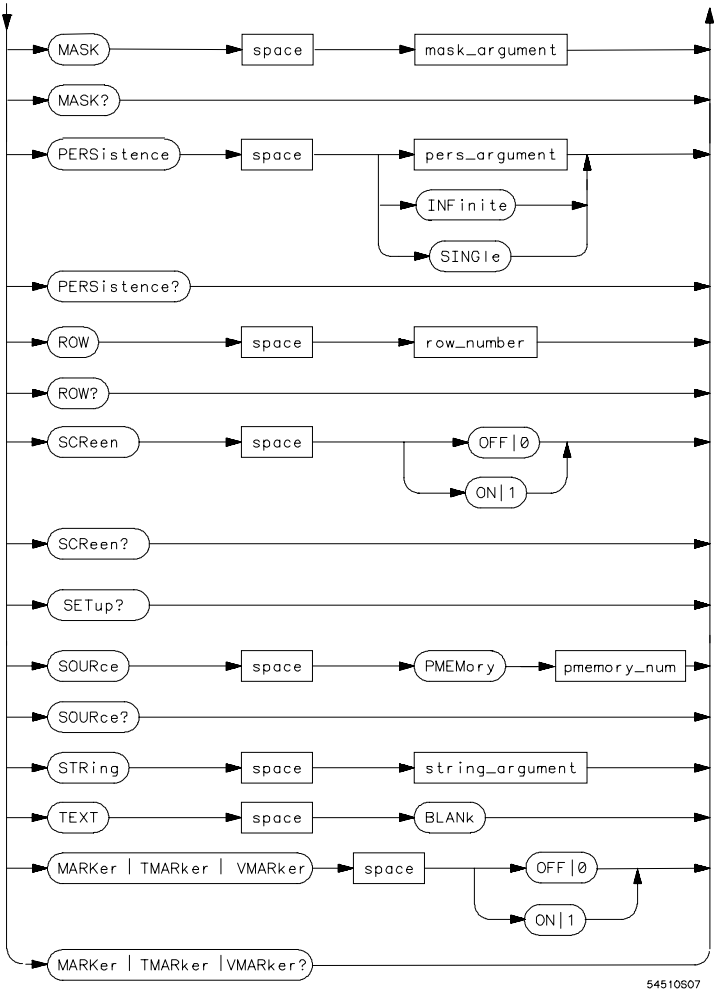 MASK space mask_argument
MASK?
PERSistence space pers_argument
INFinite
SINGle
PERSistence?
ROW space row_number
ROW?
SCReen space OFF|0
ON|1
SCReen?
SETup?
SOURce space PMEMory pmemory_num
SOURce?
STRing space string_argument
TEXT space BLANk
MARKer | TMARker | VMARker space OFF|0
ON|1
MARKer | TMARker |VMARker?
54510S07